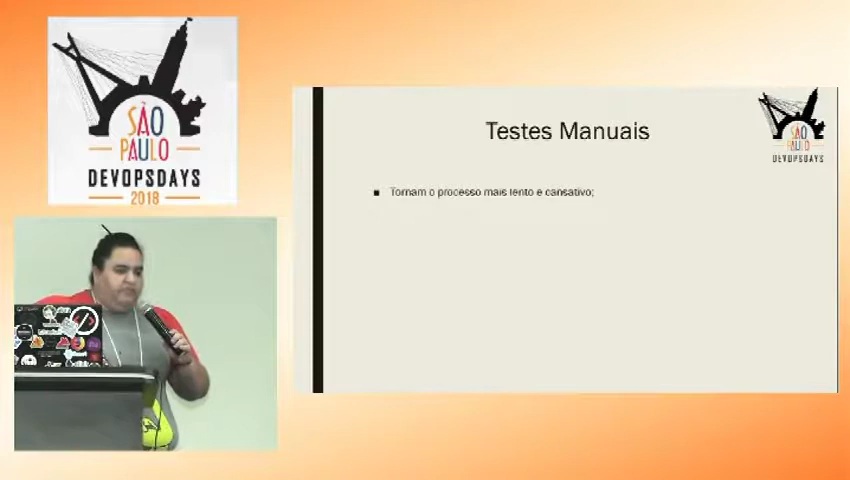 SÃO
PAULO
DEVOPSDAYS
2018
Testes Manuais
Tornam o processo mais lento e cansativo;
SÃO
PAULO
DEVOPSDAYS